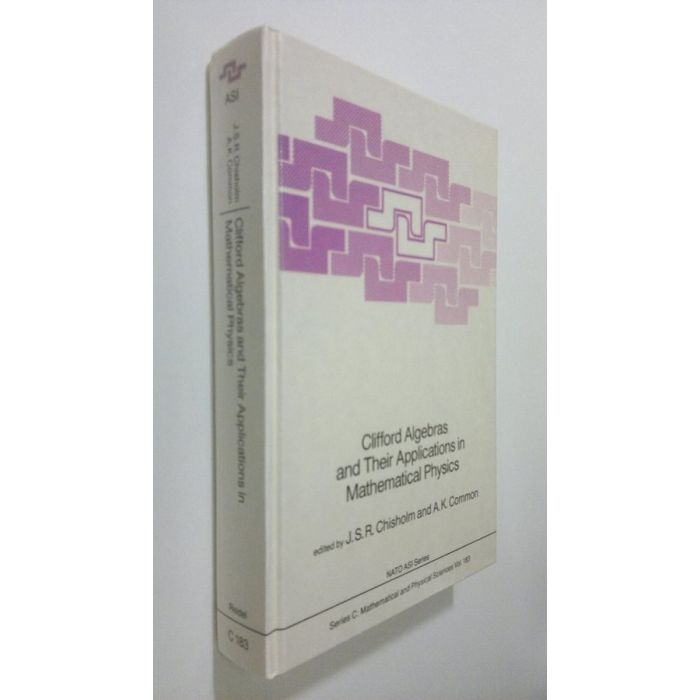 ASI
J.S.R. Chisholm
A.K. Common
Clifford Algebras and Their Applications in
Mathematical Physics
Reidel
C 183
Clifford Algebras
and Their Applications in
Mathematical Physics
edited by J. S. R. Chisholm and A. K. Common
NATO ASI Series
Series C: Mathematical and Physical Sciences Vol. 183